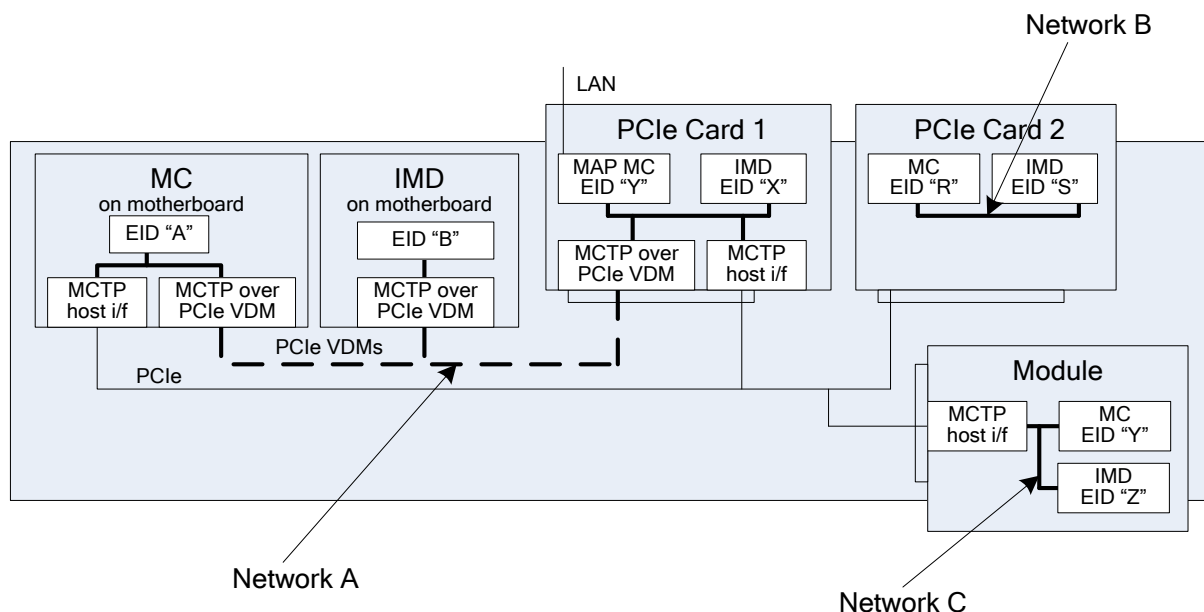 Network B
LAN
PCIe Card 1
MAP MC
EID “Y”
IMD
EID “X”
MCTP over
PCIe VDM
MCTP
host i/f
PCIe Card 2
MC
EID “R”
IMD
EID “S”
MC
on motherboard
EID “A”
MCTP
host i/f
MCTP over
PCIe VDM
IMD
on motherboard
EID “B”
MCTP over
PCIe VDM
PCIe VDMs
PCIe
Module
MCTP
host i/f
MC
EID “Y”
IMD
EID “Z”
Network A
Network C